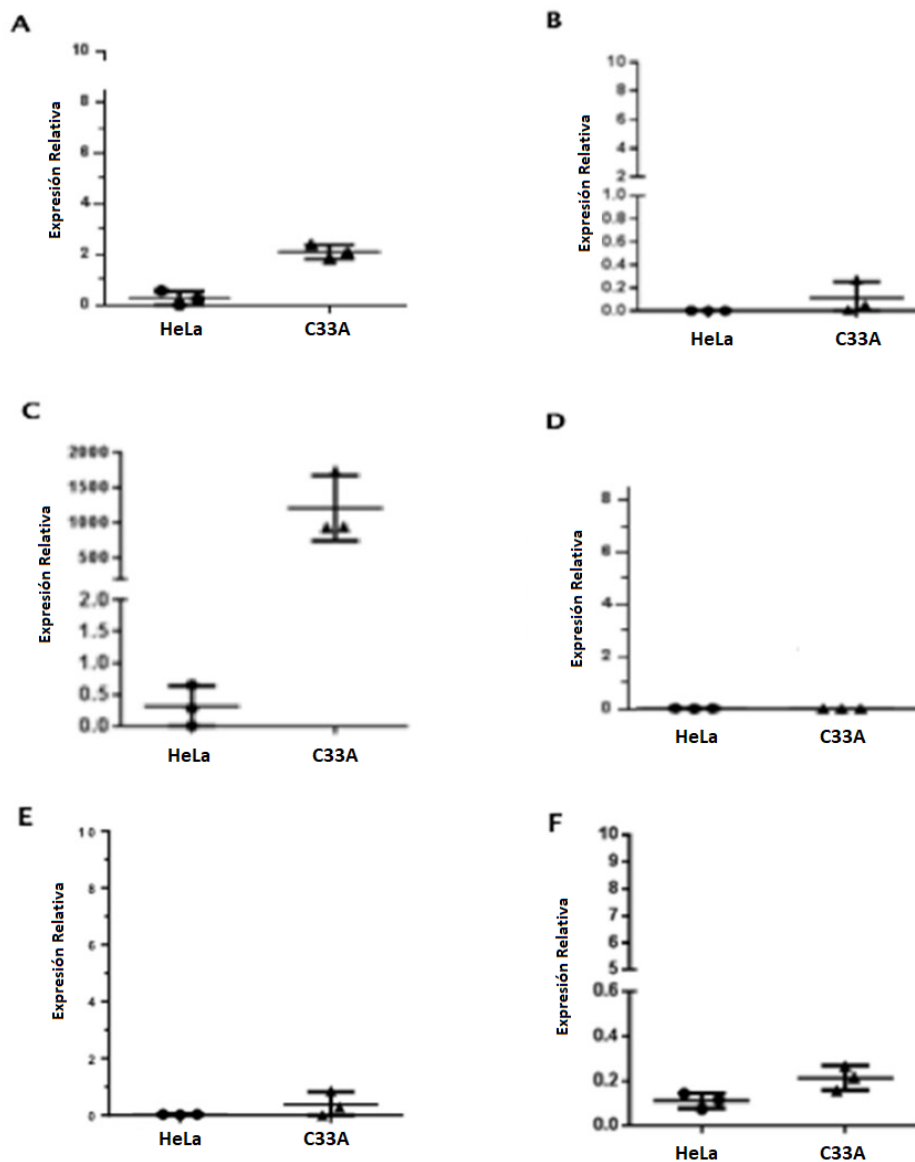 A
Expresión Relativa
10
8
6
4
2
0
HeLa C33A
B
Expresión Relativa
10
8
6
4
2
1.0
0.8
0.6
0.4
0.2
0.0
HeLa C33A
C
Expresión Relativa
2000
1500
1000
500
2.0
1.5
1.0
0.5
0.0
HeLa C33A
D
Expresión Relativa
8
6
4
2
0
HeLa C33A
E
Expresión Relativa
10
8
6
4
2
0
HeLa C33A
F
Expresión Relativa
10
9
8
7
6
5
0.6
0.4
0.2
0.0
HeLa C33A